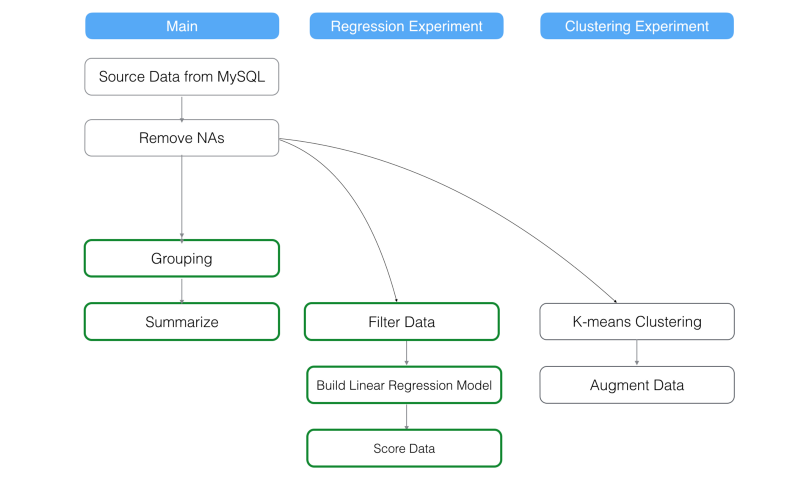 Main
Regression Experiment
Clustering Experiment
Source Data from MySQL
Remove NAs
Grouping
Summarize
Filter Data
K-means Clustering
Build Linear Regression Model
Augment Data
Score Data